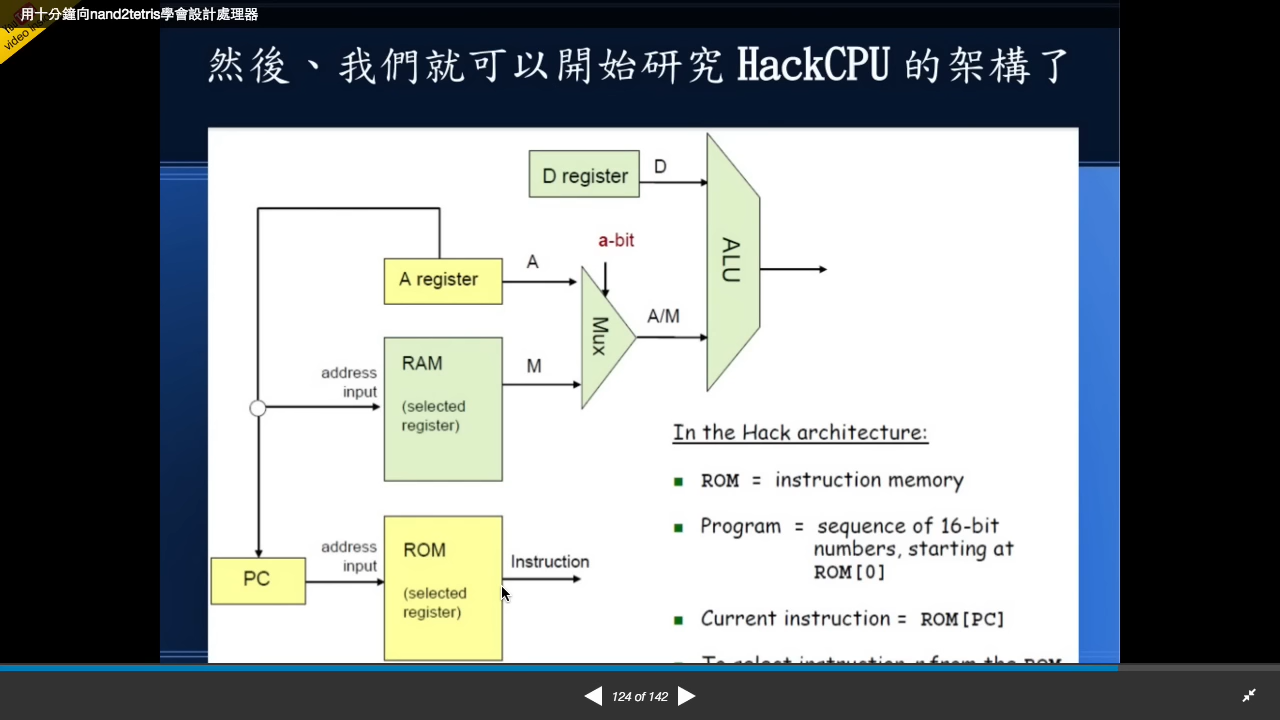 用十分鐘向nand2tetris學會設計處理器
然後、我們就可以開始研究 HackCPU 的架構了
D register
D
a-bit
ALU
A register
A
Mux
A/M
RAM
(selected
register)
M
address
input
In the Hack architecture:
ROM = instruction memory
Program = sequence of 16-bit
numbers, starting at
ROM[0]
Current instruction = ROM[PC]
PC
address
input
ROM
(selected
register)
Instruction
124 of 142